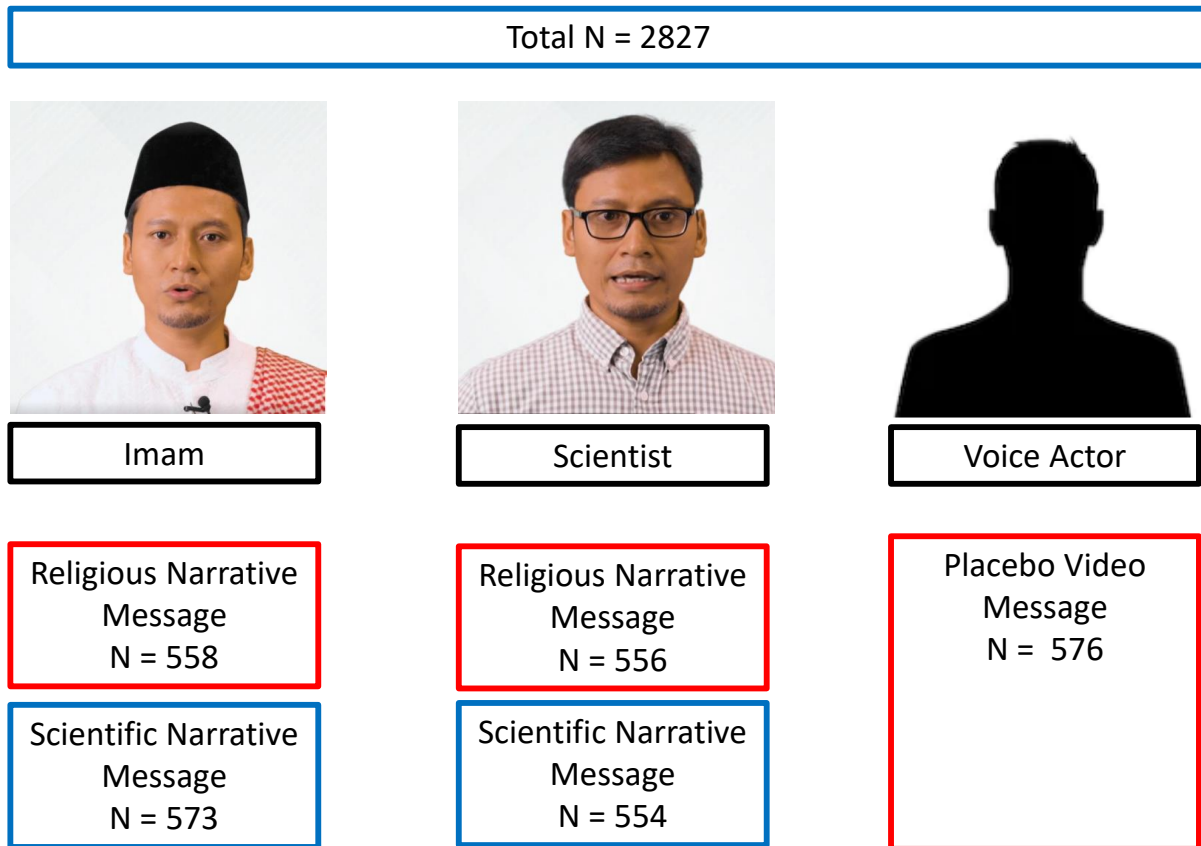 Total N = 2827
Imam
Scientist
Voice Actor
Religious Narrative
Message
N = 558
Religious Narrative
Message
N = 556
Placebo Video
Message
N =  576
Scientific Narrative
Message
N = 573
Scientific Narrative
Message
N = 554